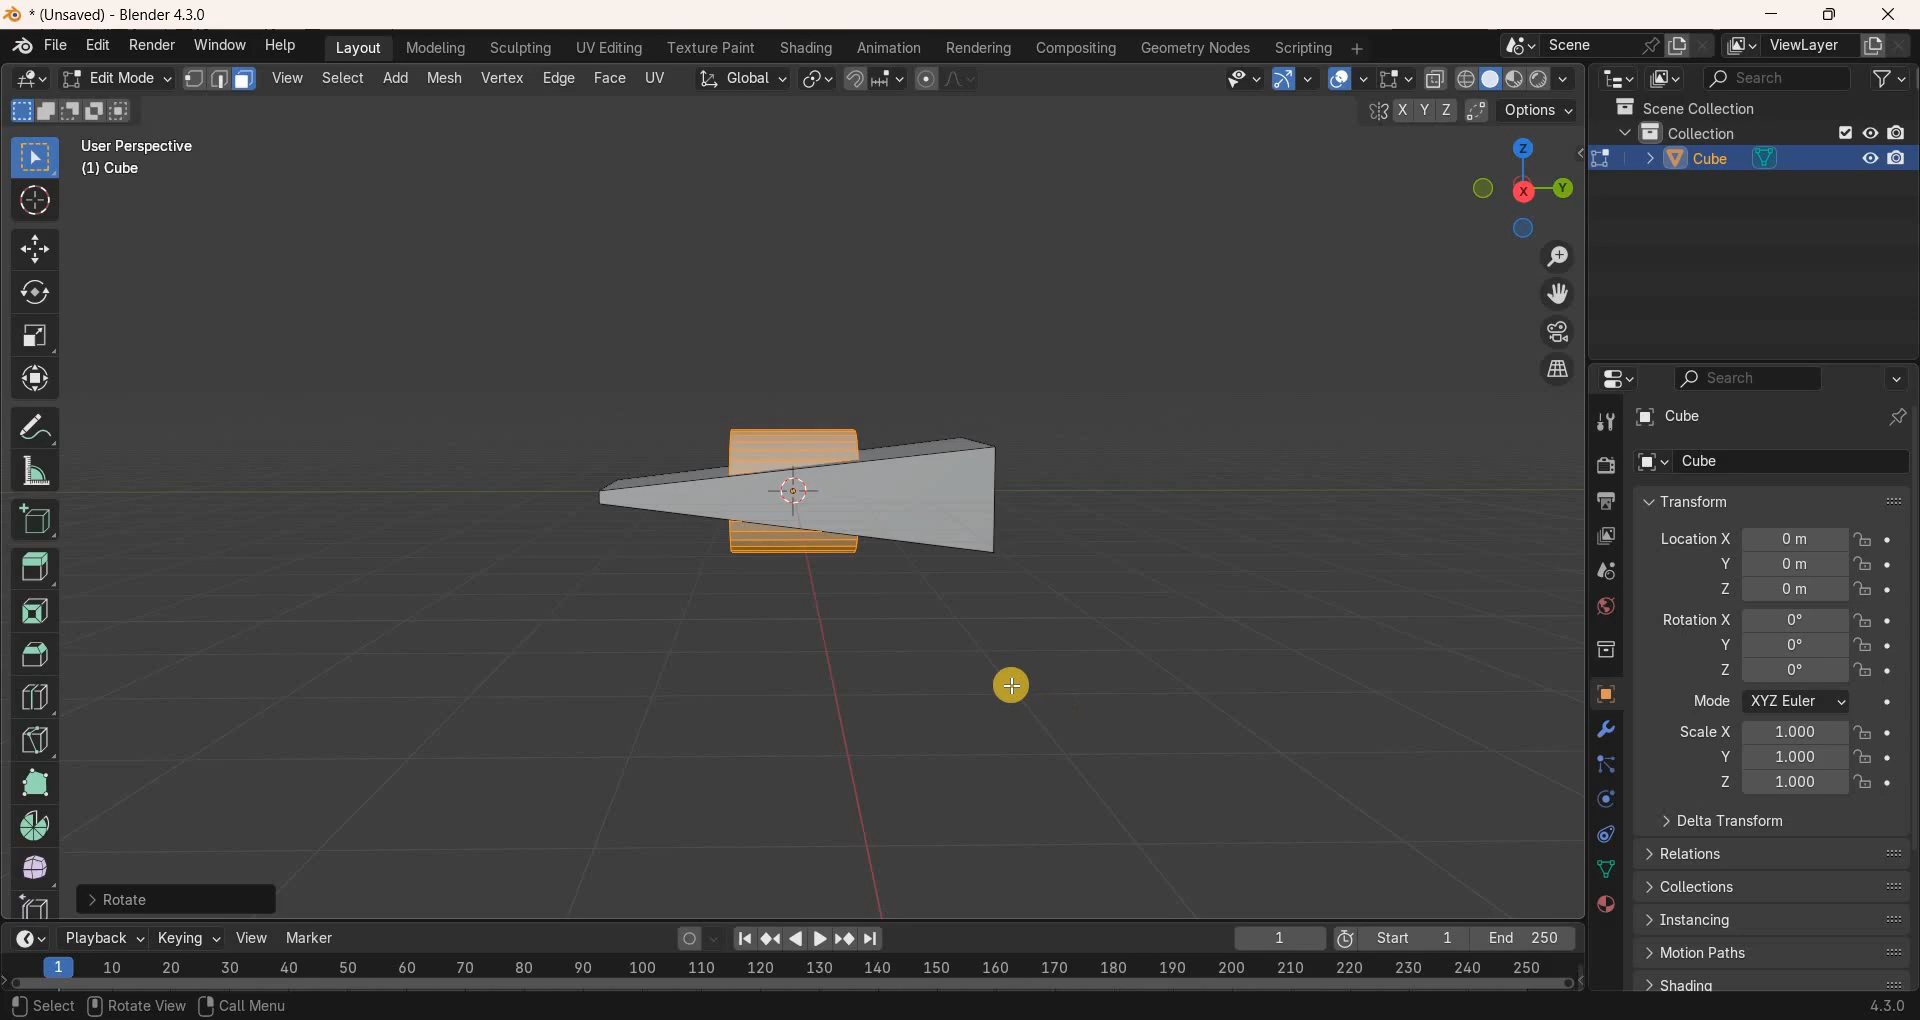 * (Unsaved) - Blender 4.3.0
File Edit Render Window Help Layout Modeling Sculpting UV Editing Texture Paint Shading Animation Rendering Compositing Geometry Nodes Scripting + Scene ViewLayer
Edit Mode View Select Add Mesh Vertex Edge Face UV Global Search
X Y Z Options
Scene Collection
Collection
Cube
User Perspective
(1) Cube
Z
X
Y
Search
Cube
Cube
Transform
Location X 0 m
Y 0 m
Z 0 m
Rotation X 0°
Y 0°
Z 0°
Mode XYZ Euler
Scale X 1.000
Y 1.000
Z 1.000
Delta Transform
Relations
Collections
Instancing
Motion Paths
Shading
Rotate
Playback Keying View Marker 1 Start 1 End 250
1 10 20 30 40 50 60 70 80 90 100 110 120 130 140 150 160 170 180 190 200 210 220 230 240 250
Select Rotate View Call Menu 4.3.0